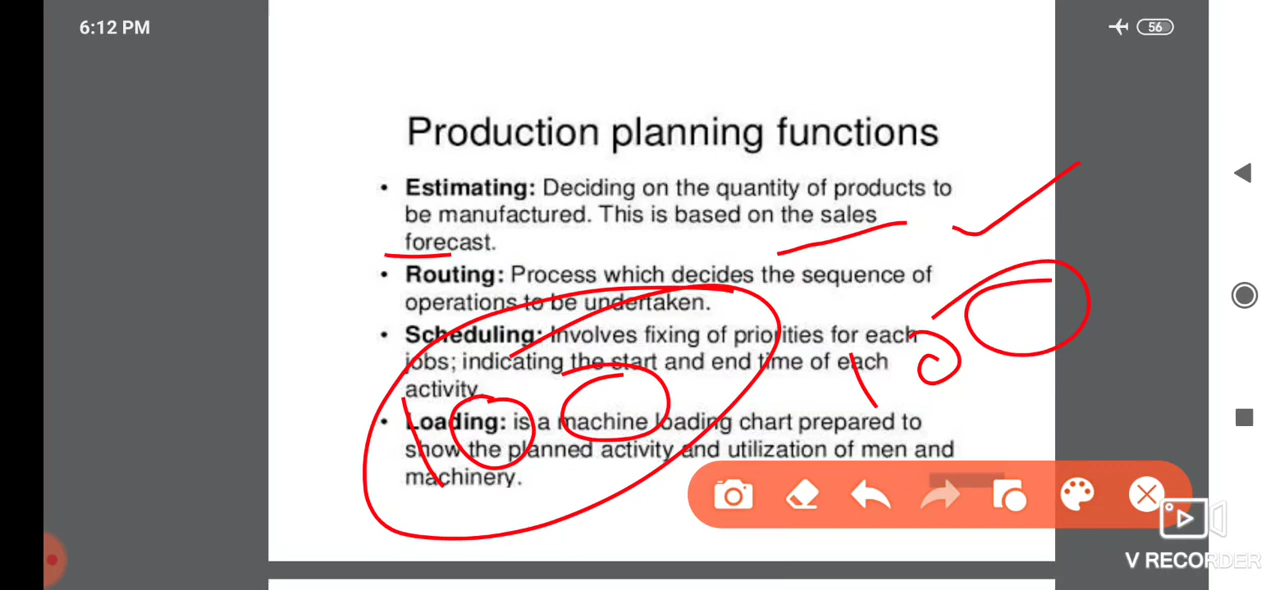 6:12 PM
56
Production planning functions
• Estimating: Deciding on the quantity of products to
be manufactured. This is based on the sales
forecast.
• Routing: Process which decides the sequence of
operations to be undertaken.
• Scheduling: Involves fixing of priorities for each
jobs; indicating the start and end time of each
activity.
• Loading: is a machine loading chart prepared to
show the planned activity and utilization of men and
machinery.
100
100
V RECORDER